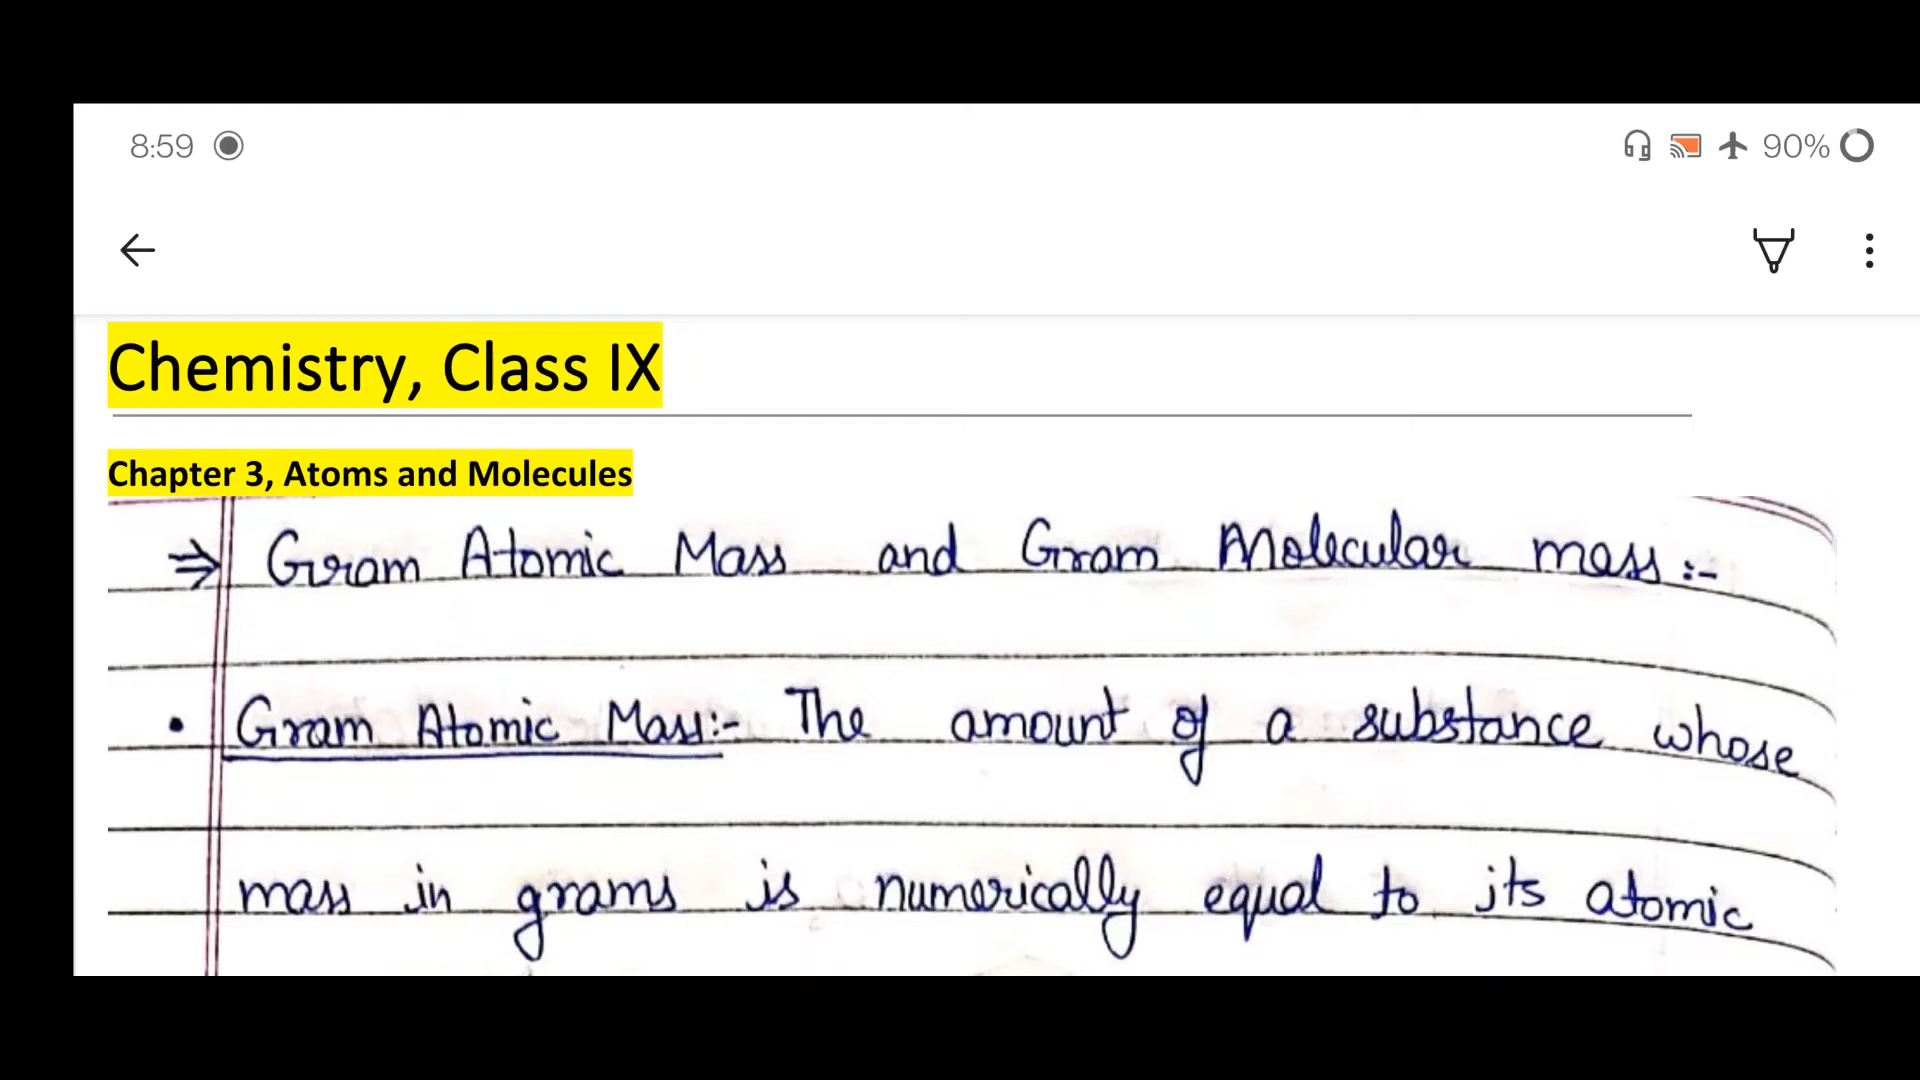 8:59 90%
Chemistry, Class IX
Chapter 3, Atoms and Molecules
⇒ Gram Atomic Mass and Gram Molecular mass :-
• Gram Atomic Mass:- The amount of a substance whose
mass in grams is numerically equal to its atomic